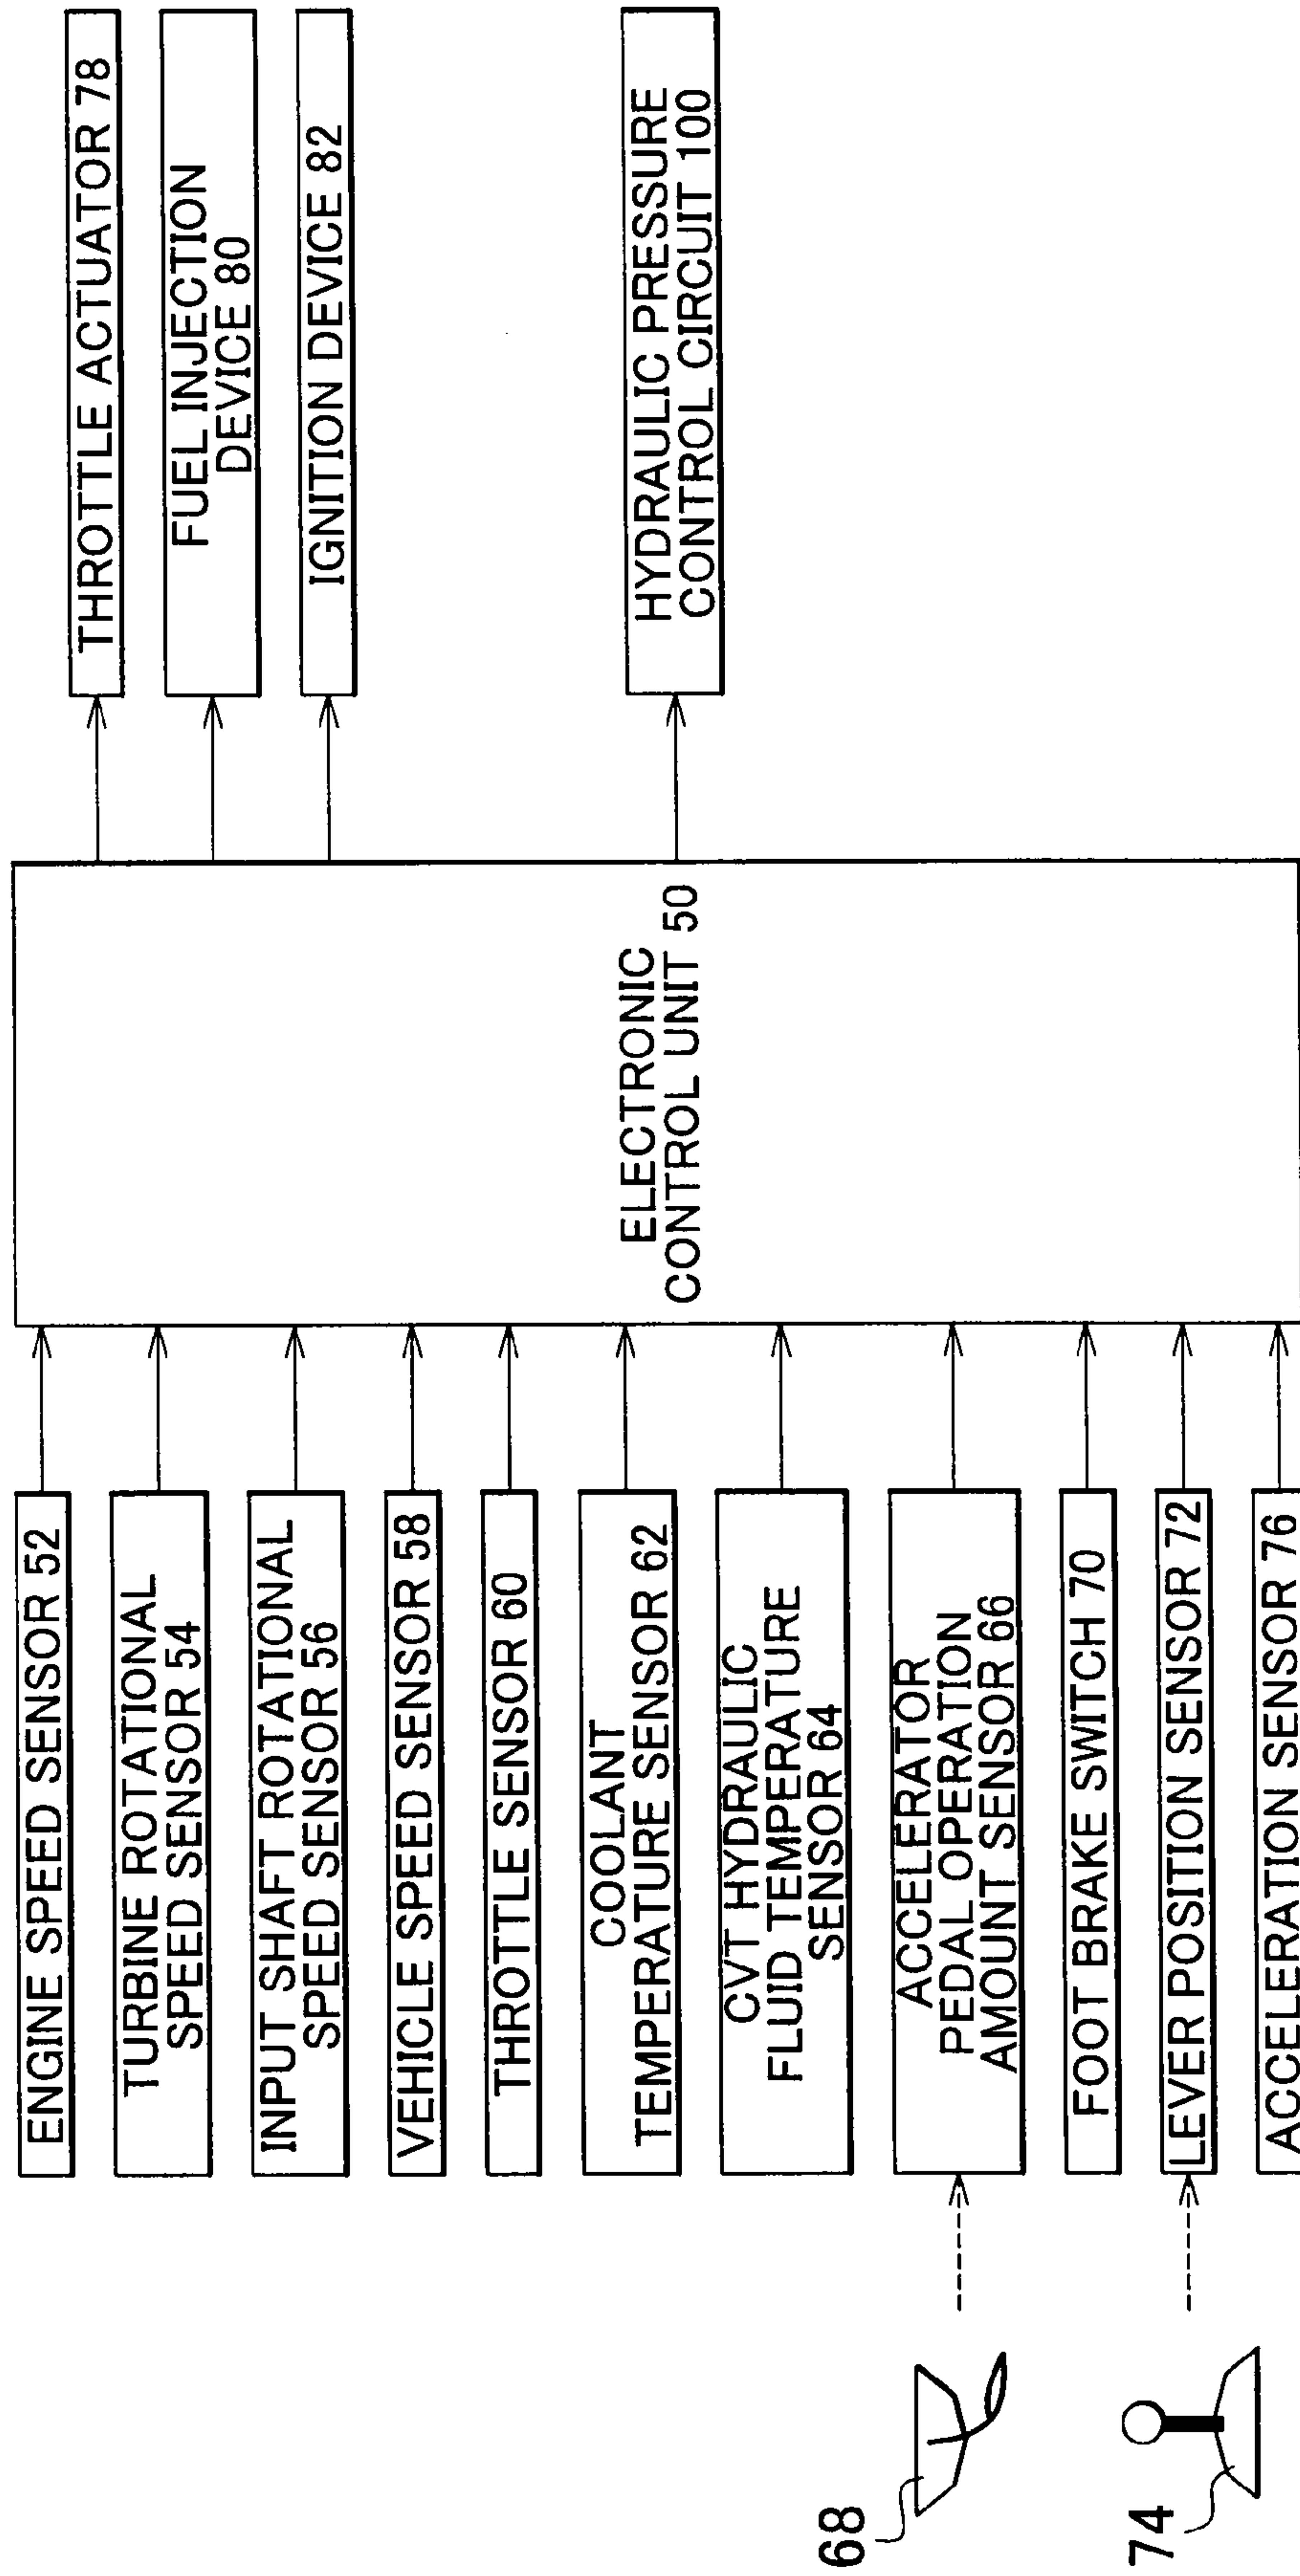 ENGINE SPEED SENSOR 52
TURBINE ROTATIONAL
SPEED SENSOR 54
INPUT SHAFT ROTATIONAL
SPEED SENSOR 56
VEHICLE SPEED SENSOR 58
THROTTLE SENSOR 60
COOLANT
TEMPERATURE SENSOR 62
CVT HYDRAULIC
FLUID TEMPERATURE
SENSOR 64
68
ACCELERATOR
PEDAL OPERATION
AMOUNT SENSOR 66
FOOT BRAKE SWITCH 70
74
LEVER POSITION SENSOR 72
ACCELERATION SENSOR 76
ELECTRONIC
CONTROL UNIT 50
THROTTLE ACTUATOR 78
FUEL INJECTION
DEVICE 80
IGNITION DEVICE 82
HYDRAULIC PRESSURE
CONTROL CIRCUIT 100